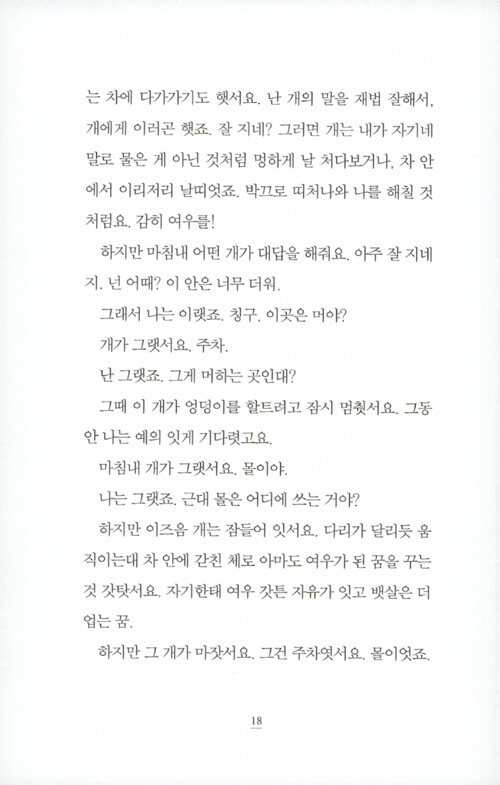 는 차에 다가가기도 햇서요. 난 개의 말을 재법 잘해서,
개에게 이러곤 햇죠. 잘 지네? 그러면 개는 내가 자기네
말로 물은 게 아닌 것처럼 멍하게 날 처다보거나, 차 안
에서 이리저리 날띠엇죠. 박끄로 띠처나와 나를 해칠 것
처럼요. 감히 여우를!
하지만 마침내 어떤 개가 대답을 해줘요. 아주 잘 지네
지. 넌 어때? 이 안은 너무 더워.
그래서 나는 이랫죠. 칭구, 이곳은 머야?
개가 그랫서요. 주차.
난 그랫죠. 그게 머하는 곳인대?
그때 이 개가 엉덩이를 할트려고 잠시 멈췃서요. 그동
안 나는 예의 잇게 기다렷고요.
마침내 개가 그랫서요. 몰이야.
나는 그랫죠. 근대 몰은 어디에 쓰는 거야?
하지만 이즈음 개는 잠들어 잇서요. 다리가 달리듯 움
직이는대 차 안에 갇친 체로 아마도 여우가 된 꿈을 꾸는
것 갓탓서요. 자기한태 여우 갓튼 자유가 잇고 뱃살은 더
업는 꿈.
하지만 그 개가 마잣서요. 그건 주차엿서요. 몰이엇죠.
18